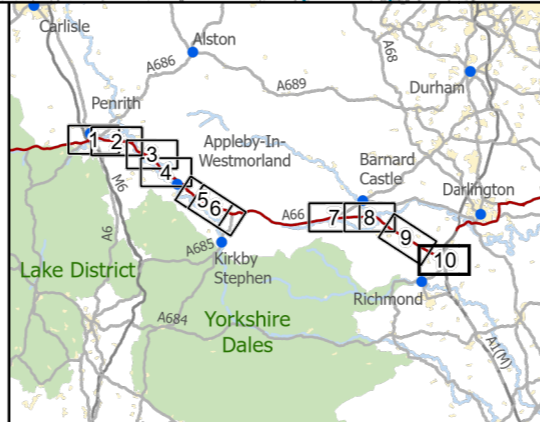 Carlisle
Alston
A68
A686
A689
Durham
Penrith
1
2
3
4
5
6
Appleby-In-
Westmorland
Barnard
Castle
Darlington
M6
A6
A66
7
8
9
10
A685
Lake District
Kirkby
Stephen
Richmond
A684
Yorkshire
Dales
A1(M)